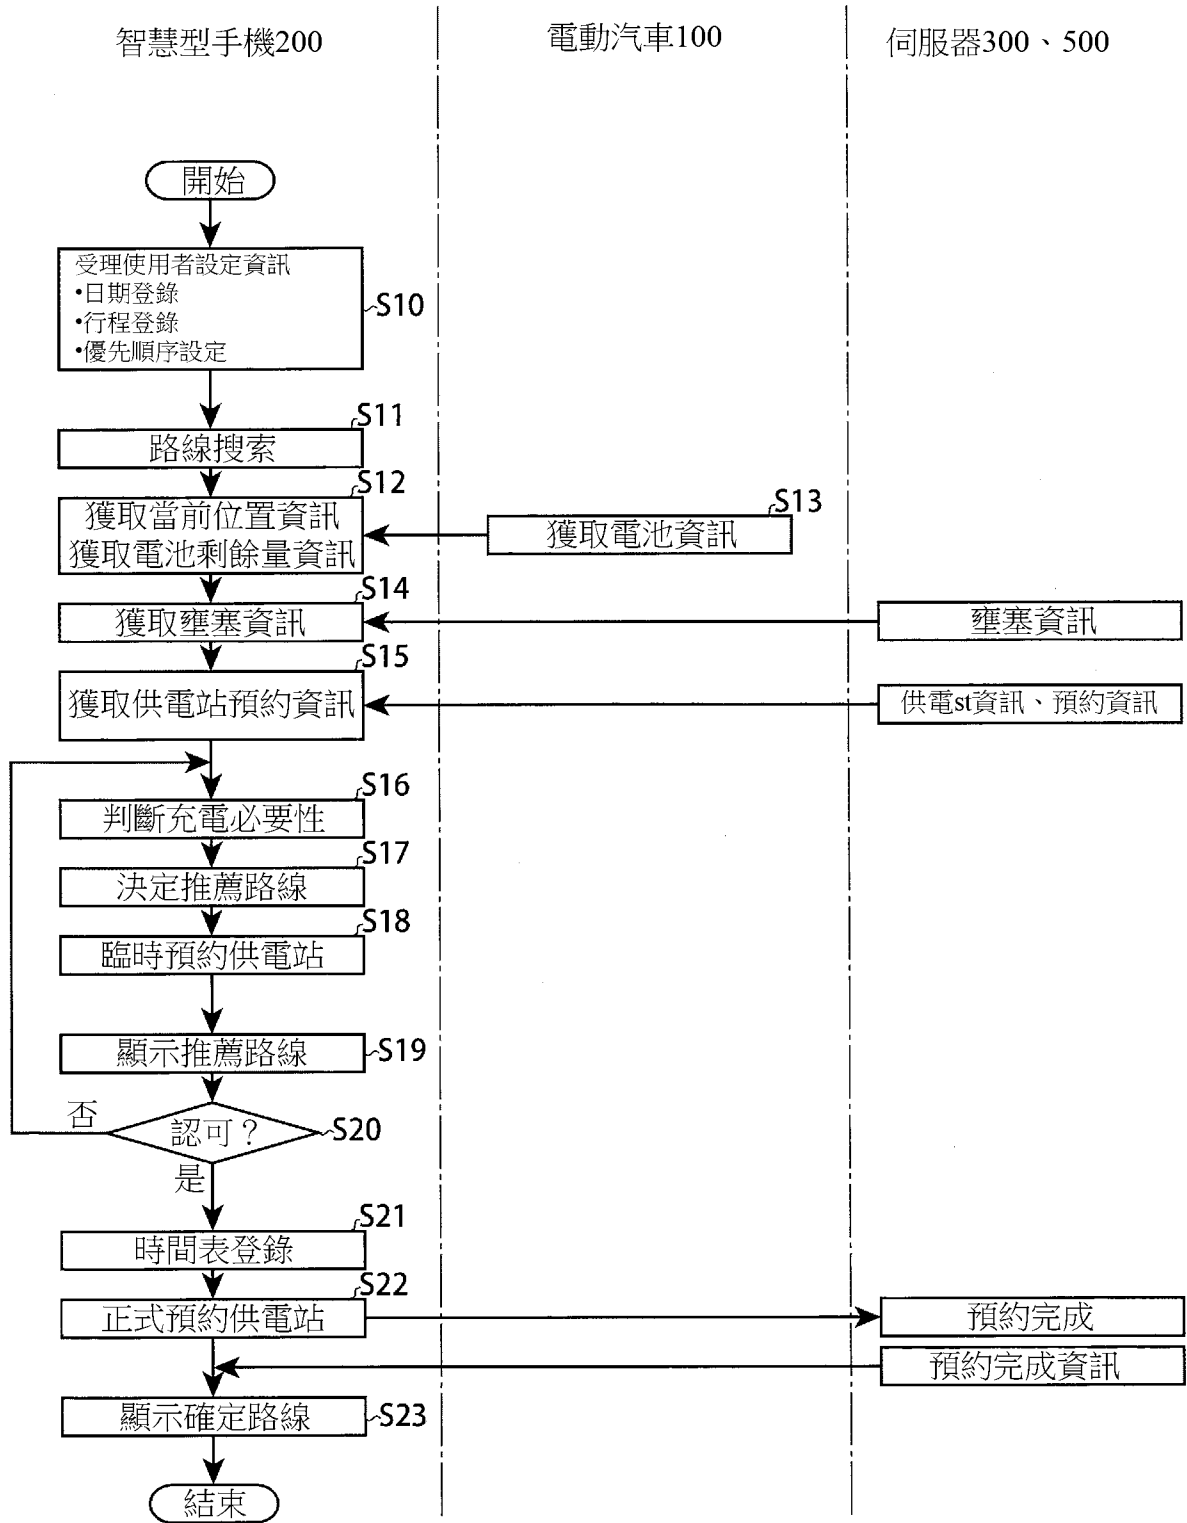 智慧型手機200
電動汽車100
伺服器300、500
開始
受理使用者設定資訊
•日期登錄
•行程登錄
•優先順序設定
S10
S11
路線搜索
S12
獲取當前位置資訊
獲取電池剩餘量資訊
S13
獲取電池資訊
S14
獲取壅塞資訊
壅塞資訊
S15
獲取供電站預約資訊
供電st資訊、預約資訊
S16
判斷充電必要性
S17
決定推薦路線
S18
臨時預約供電站
顯示推薦路線
S19
否
認可？
S20
是
S21
時間表登錄
S22
正式預約供電站
預約完成
預約完成資訊
顯示確定路線
S23
結束